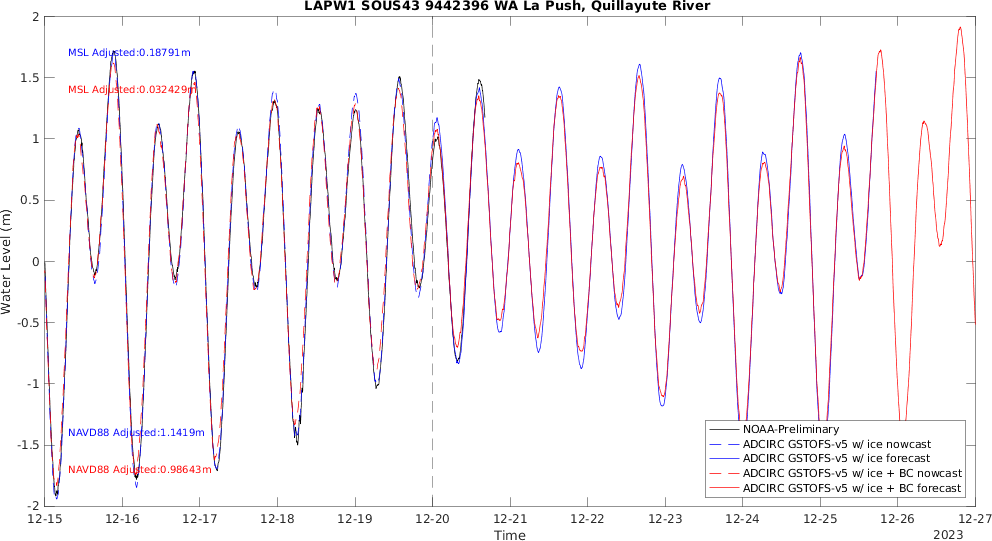 LAPW1 SOUS43 9442396 WA La Push, Quillayute River
2
1.5
1
0.5
0
-0.5
-1
-1.5
-2
Water Level (m)
MSL Adjusted:0.18791m
MSL Adjusted:0.032429m
NAVD88 Adjusted:1.1419m
NAVD88 Adjusted:0.98643m
NOAA-Preliminary
ADCIRC GSTOFS-v5 w/ ice nowcast
ADCIRC GSTOFS-v5 w/ ice forecast
ADCIRC GSTOFS-v5 w/ ice + BC nowcast
ADCIRC GSTOFS-v5 w/ ice + BC forecast
12-15 12-16 12-17 12-18 12-19 12-20 12-21 12-22 12-23 12-24 12-25 12-26 12-27
Time
2023